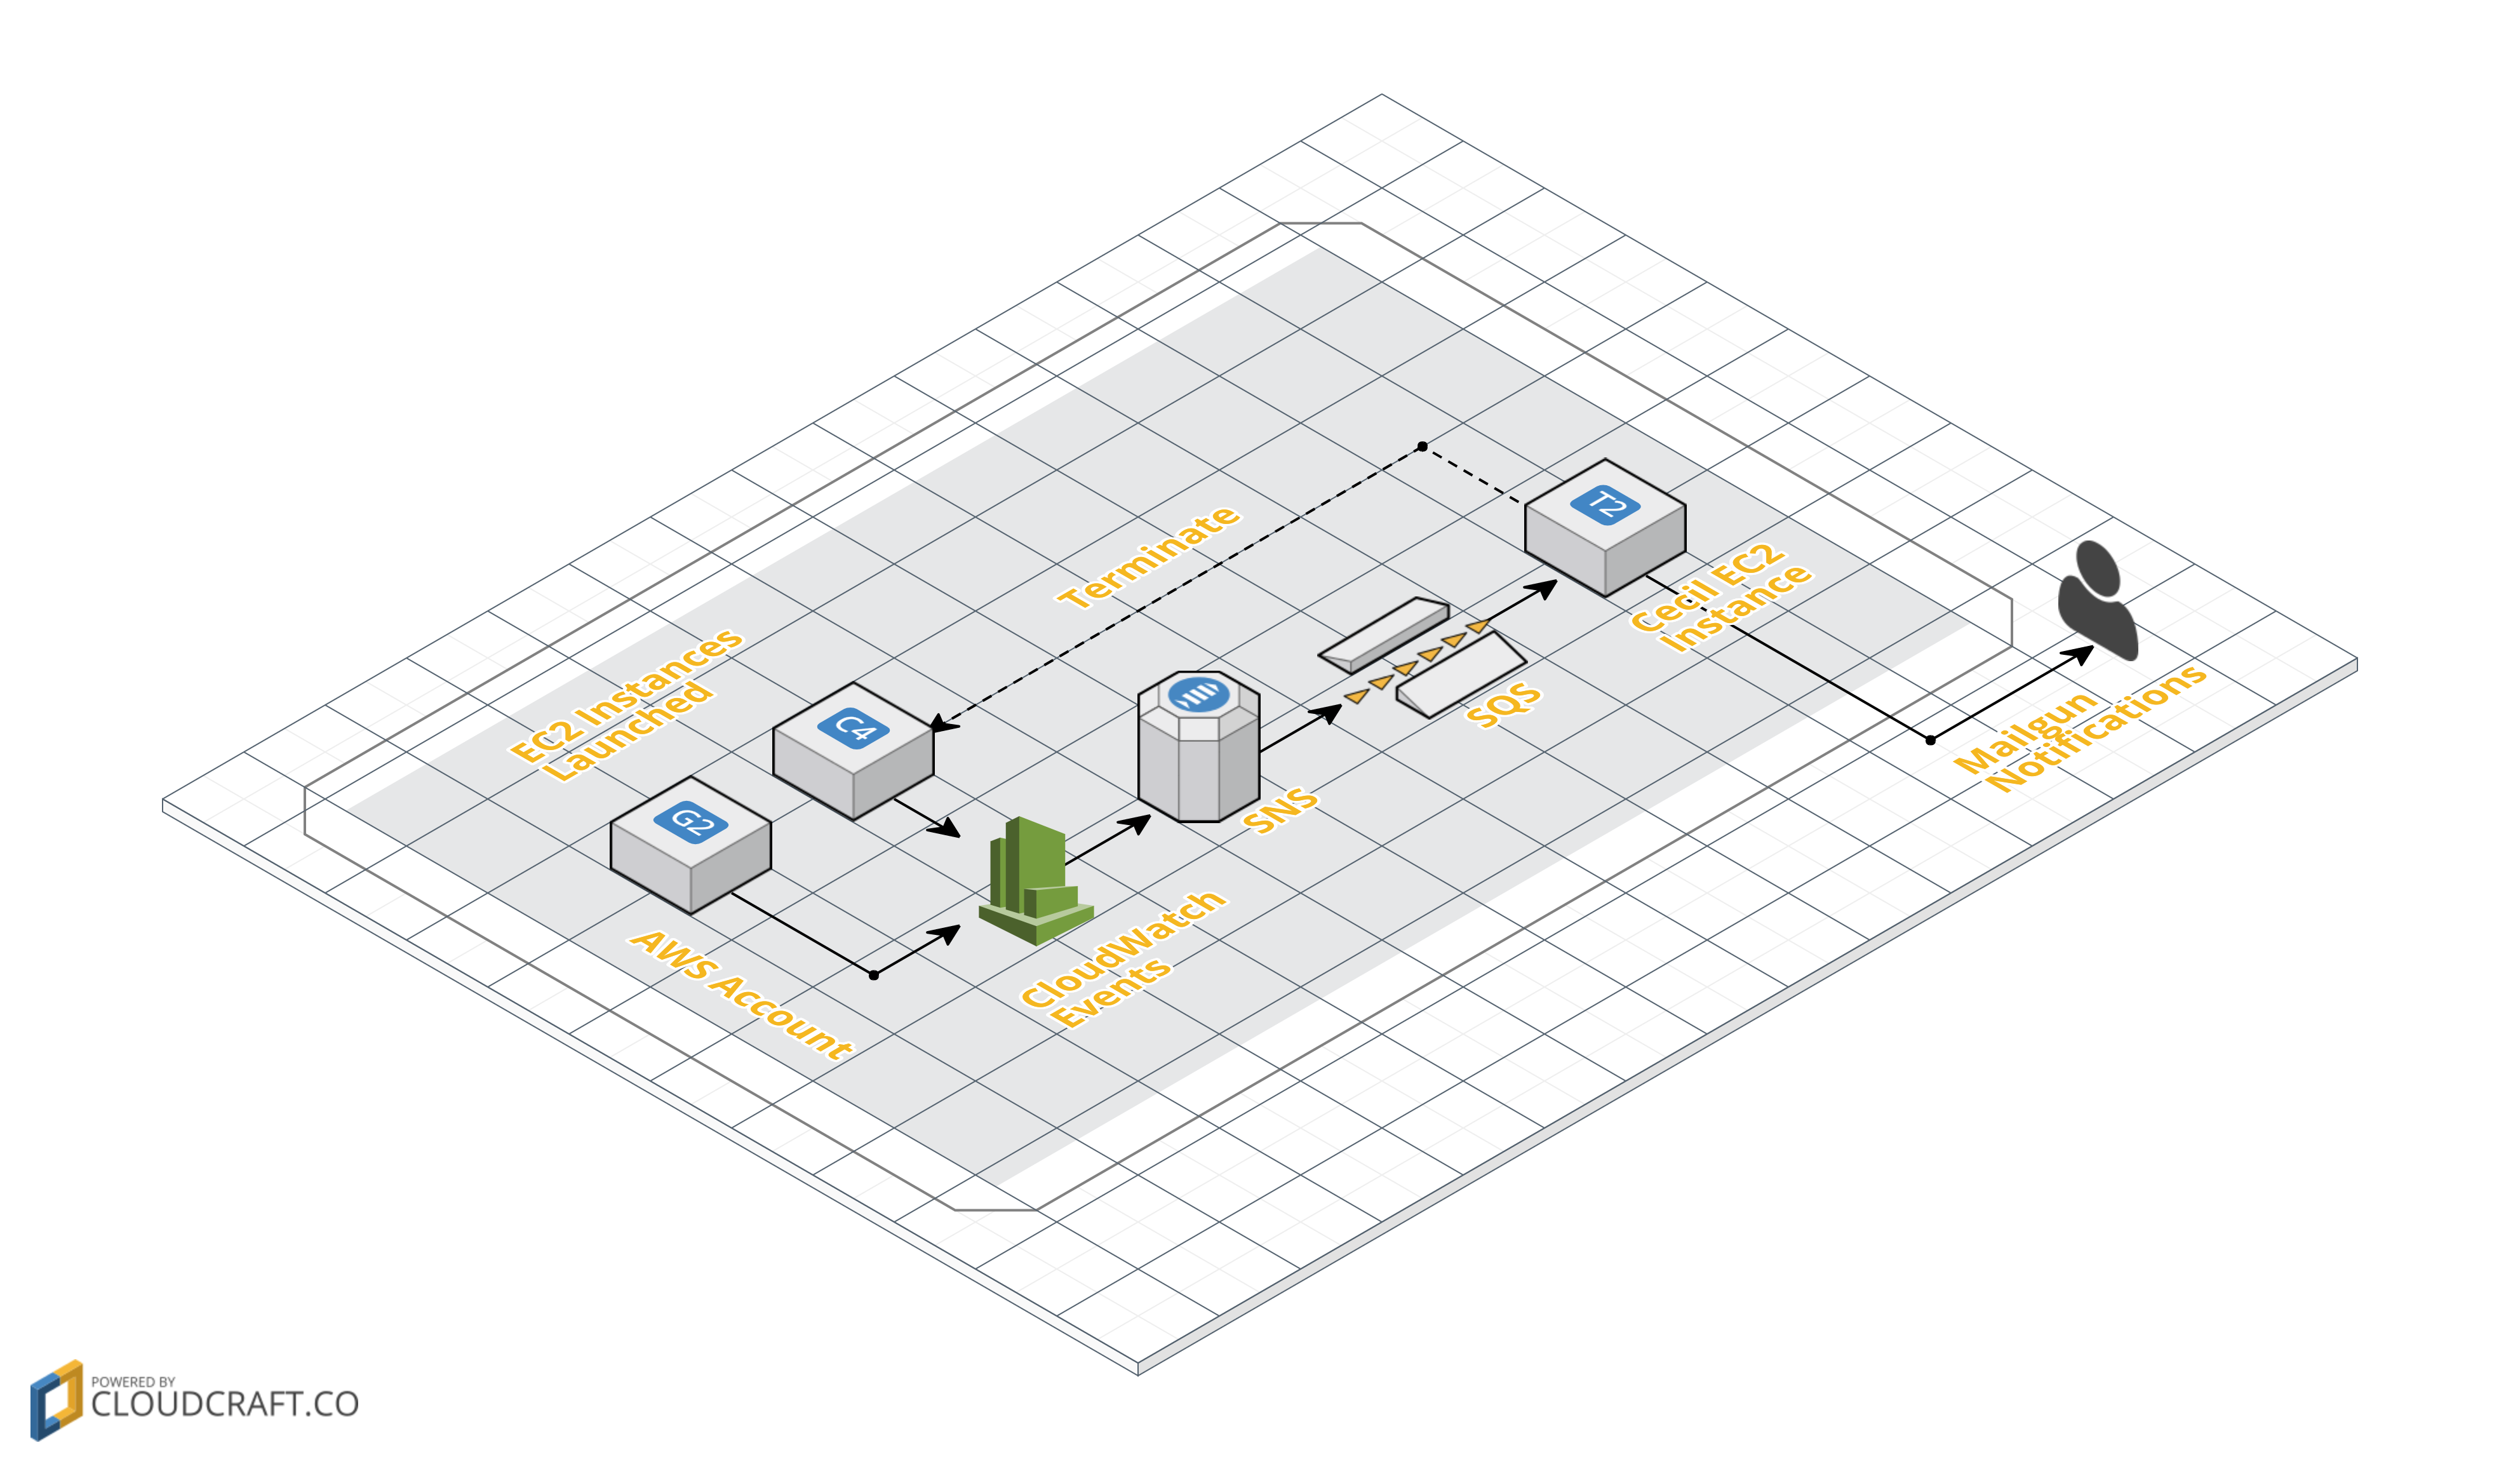 Terminate
T2
Cecil EC2
Instance
EC2 Instances
Launched
C4
SQS
Mailgun
Notifications
G2
SNS
AWS Account
CloudWatch
Events
POWERED BY
CLOUDCRAFT.CO